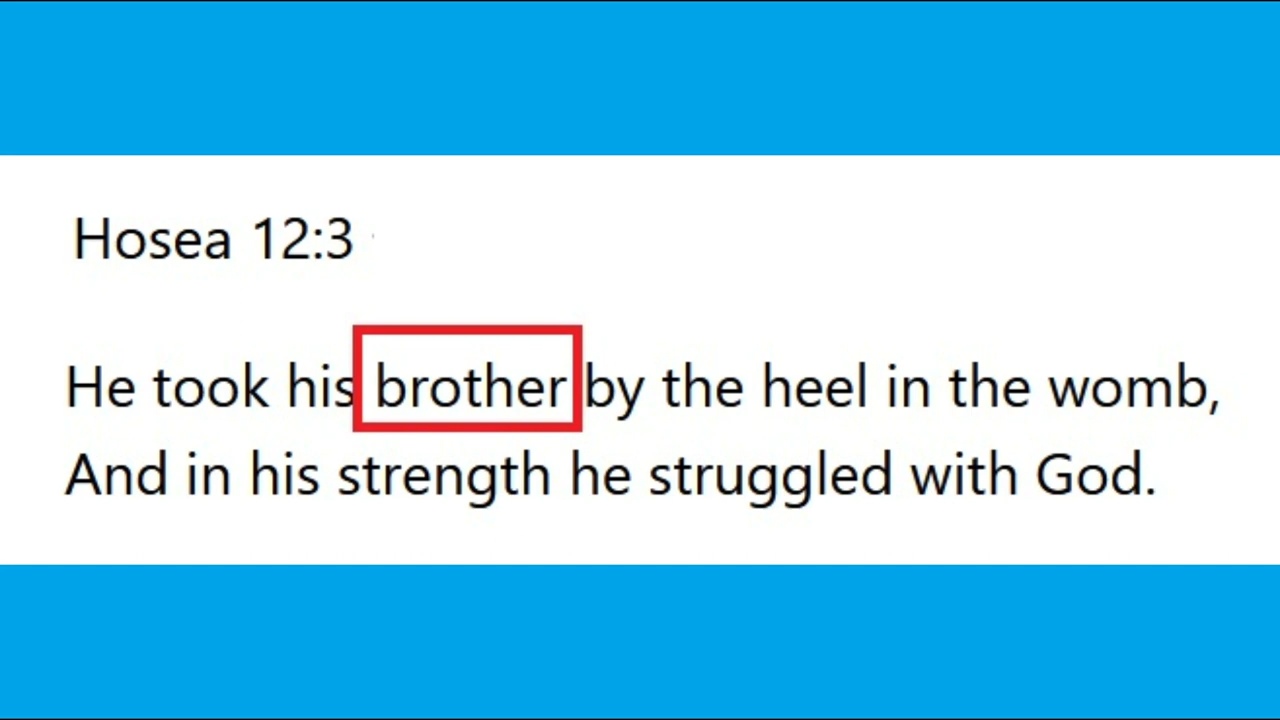 Hosea 12:3
He took his brother by the heel in the womb,
And in his strength he struggled with God.